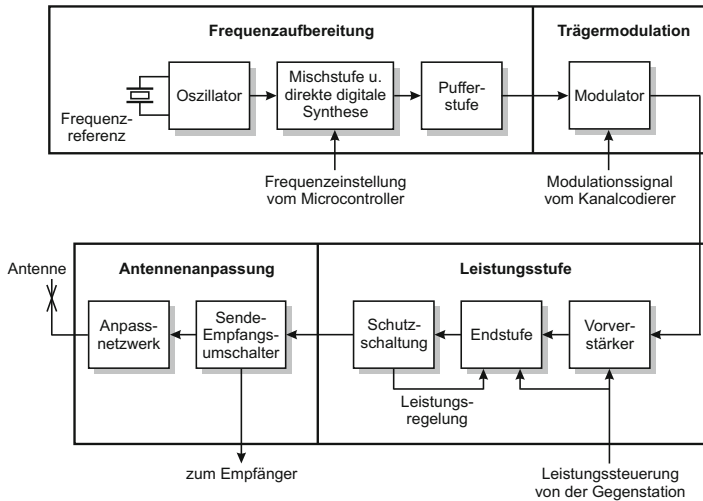 Frequenzaufbereitung
Trägermodulation
Oszillator
Mischstufe u.
direkte digitale
Synthese
Puffer-
stufe
Modulator
Frequenz-
referenz
Frequenzeinstellung
vom Microcontroller
Modulationssignal
vom Kanalcodierer
Antenne
Antennenanpassung
Leistungsstufe
Anpass-
netzwerk
Sende-
Empfangs-
umschalter
Schutz-
schaltung
Endstufe
Vorver-
stärker
Leistungs-
regelung
zum Empfänger
Leistungssteuerung
von der Gegenstation